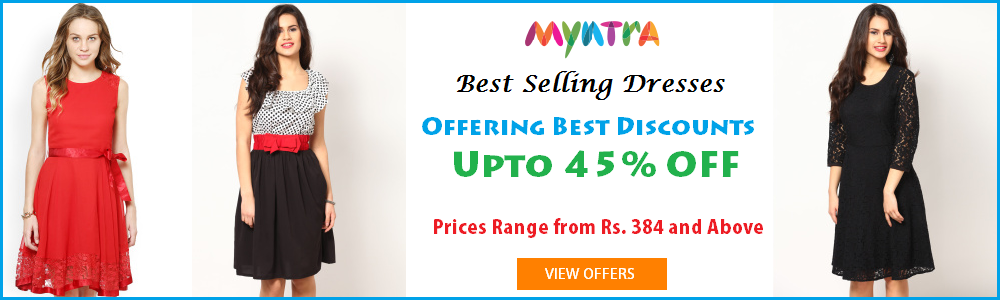 Myntra
Best Selling Dresses
Offering Best Discounts
Upto 45% OFF
Prices Range from Rs. 384 and Above
VIEW OFFERS